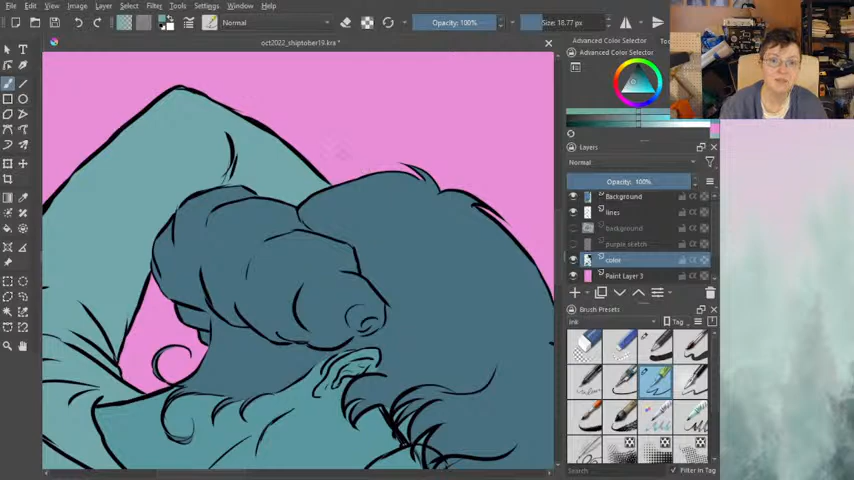 File Edit View Image Layer Select Filter Tools Settings Window Help
Normal Opacity: 100% Size: 18.77 px
oct2022_shiptober19.kra *
Advanced Color Selector
Advanced Color Selector
Layers
Normal
Opacity: 100%
Background
lines
Background
purple sketch
color
Paint Layer 3
Brush Presets
Ink Tag
Search Filter in Tag